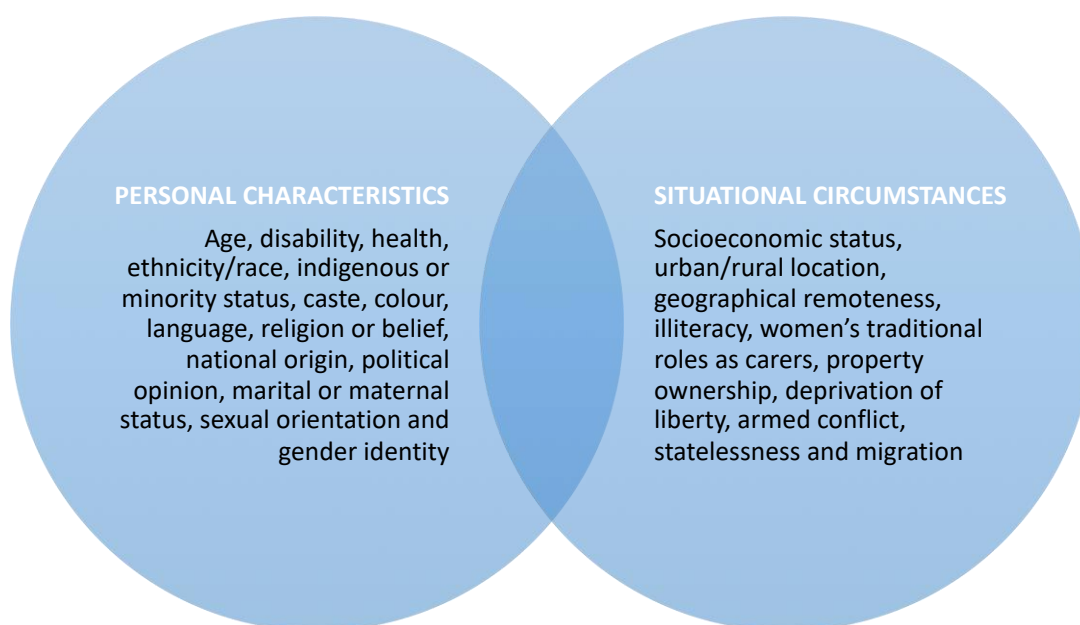 PERSONAL CHARACTERISTICS
Age, disability, health,
ethnicity/race, indigenous or
minority status, caste, colour,
language, religion or belief,
national origin, political
opinion, marital or maternal
status, sexual orientation and
gender identity
SITUATIONAL CIRCUMSTANCES
Socioeconomic status,
urban/rural location,
geographical remoteness,
illiteracy, women’s traditional
roles as carers, property
ownership, deprivation of
liberty, armed conflict,
statelessness and migration